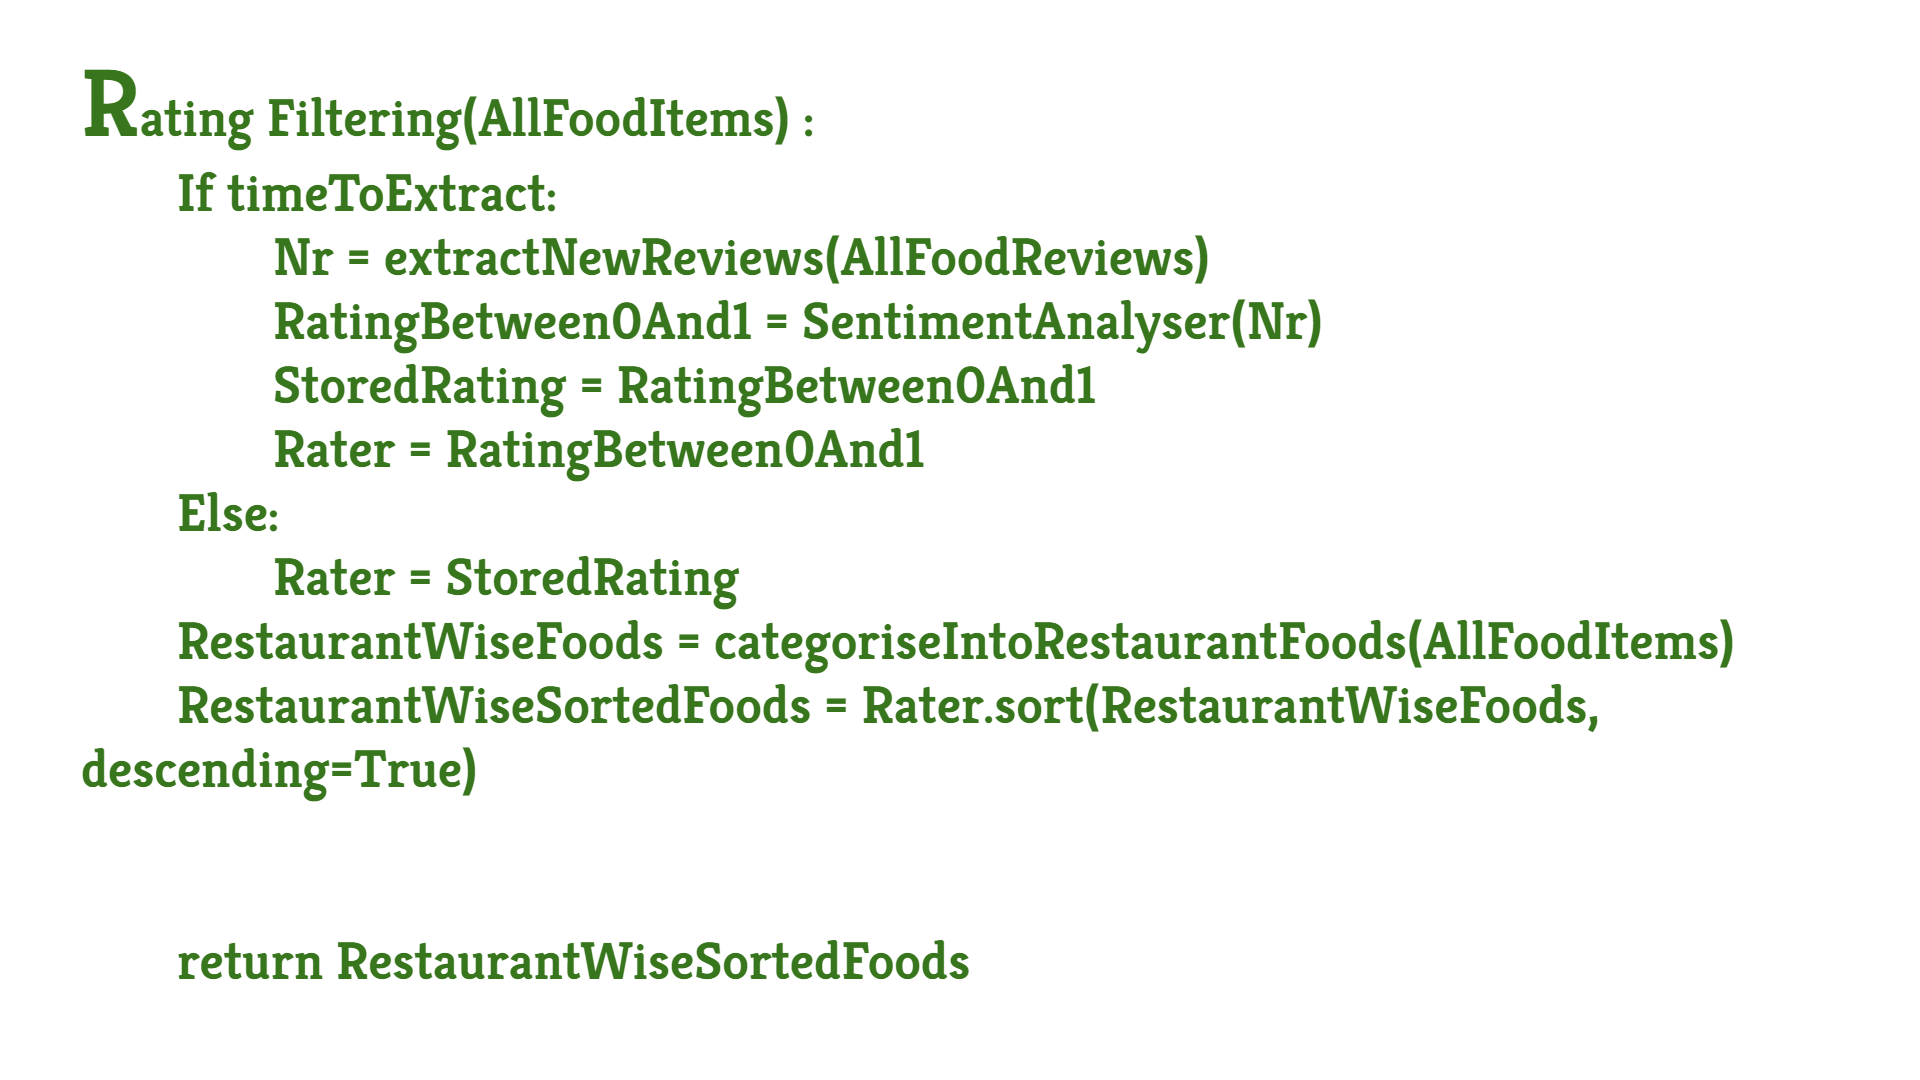 Rating Filtering(AllFoodItems) :
If timeToExtract:
Nr = extractNewReviews(AllFoodReviews)
RatingBetween0And1 = SentimentAnalyser(Nr)
StoredRating = RatingBetween0And1
Rater = RatingBetween0And1
Else:
Rater = StoredRating
RestaurantWiseFoods = categoriseIntoRestaurantFoods(AllFoodItems)
RestaurantWiseSortedFoods = Rater.sort(RestaurantWiseFoods,
descending=True)
return RestaurantWiseSortedFoods